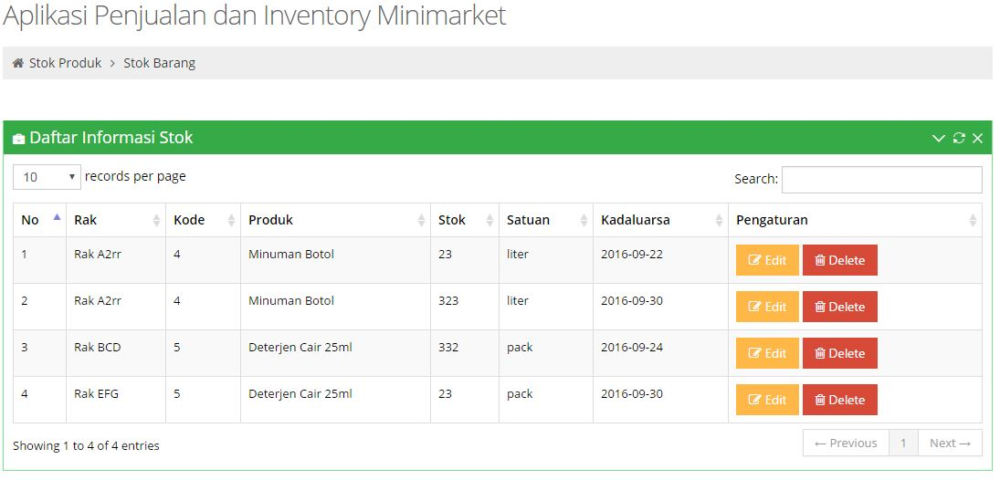 Aplikasi Penjualan dan Inventory Minimarket
Stok Produk > Stok Barang
Daftar Informasi Stok
10 records per page Search:
No Rak Kode Produk Stok Satuan Kadaluarsa Pengaturan
1 Rak A2rr 4 Minuman Botol 23 liter 2016-09-22 Edit Delete
2 Rak A2rr 4 Minuman Botol 323 liter 2016-09-30 Edit Delete
3 Rak BCD 5 Deterjen Cair 25ml 332 pack 2016-09-24 Edit Delete
4 Rak EFG 5 Deterjen Cair 25ml 23 pack 2016-09-30 Edit Delete
Showing 1 to 4 of 4 entries ← Previous 1 Next →